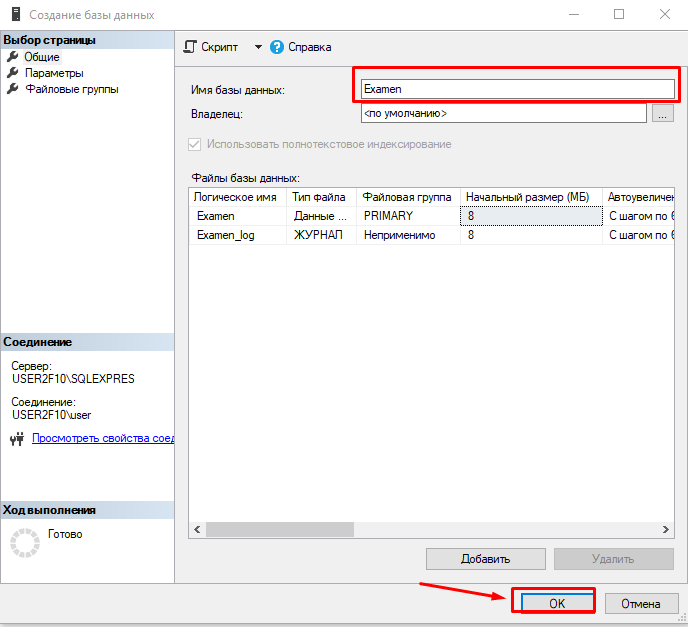 Создание базы данных
Выбор страницы
Общие
Параметры
Файловые группы
Скрипт
Справка
Имя базы данных:
Examen
Владелец:
<по умолчанию>
...
Использовать полнотекстовое индексирование
Файлы базы данных:
Логическое имя Тип файла Файловая группа Начальный размер (МБ) Автоувеличен
Examen Данные ... PRIMARY 8 С шагом по 6
Examen_log ЖУРНАЛ Неприменимо 8 С шагом по 6
Соединение
Сервер:
USER2F10\SQLEXPRES
Соединение:
USER2F10\user
Просмотреть свойства соед
Ход выполнения
Готово
Добавить
Удалить
OK
Отмена